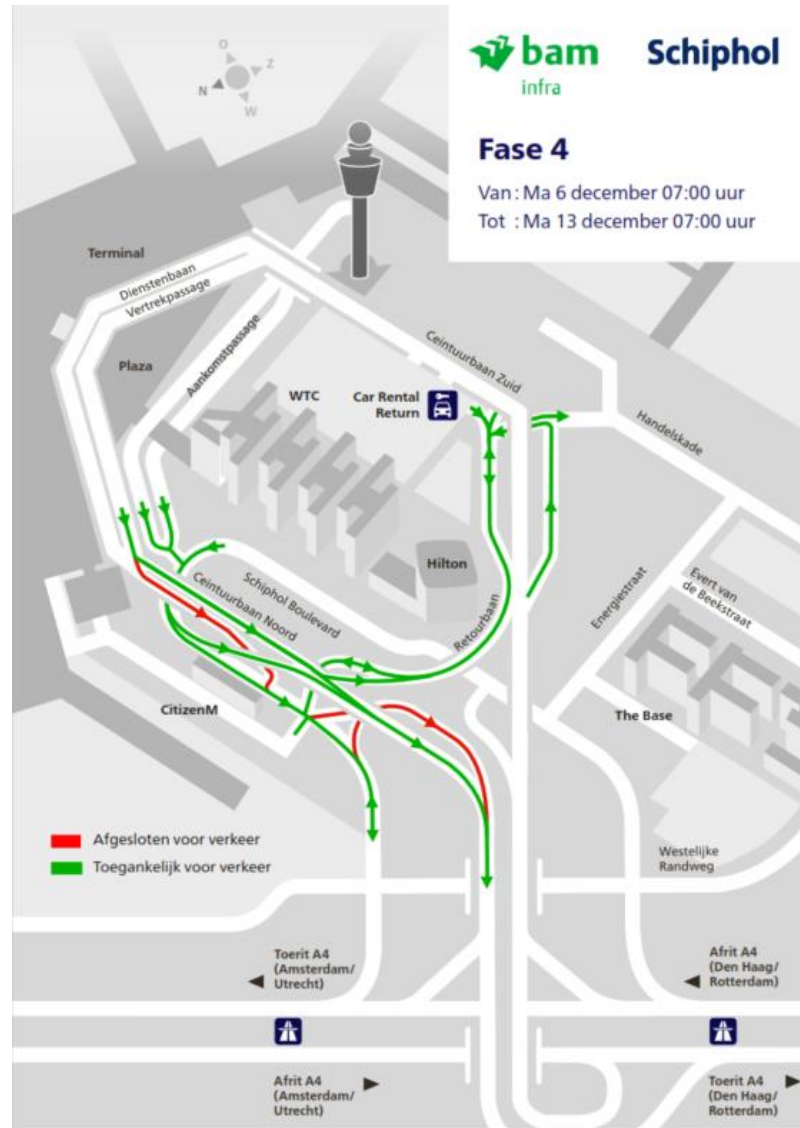 bam
infra
Schiphol
Fase 4
Van : Ma 6 december 07:00 uur
Tot : Ma 13 december 07:00 uur
O
Z
N
W
Terminal
Dienstenbaan
Vertrekpassage
Plaza
Aankomstpassage
WTC
Car Rental
Return
Ceintuurbaan Zuid
Handelskade
Hilton
Schiphol Boulevard
Ceintuurbaan Noord
Retourbaan
Energiestraat
Evert van
de Beekstraat
CitizenM
The Base
Afgesloten voor verkeer
Toegankelijk voor verkeer
Westelijke
Randweg
Toerit A4
(Amsterdam/
Utrecht)
Afrit A4
(Den Haag/
Rotterdam)
Afrit A4
(Amsterdam/
Utrecht)
Toerit A4
(Den Haag/
Rotterdam)